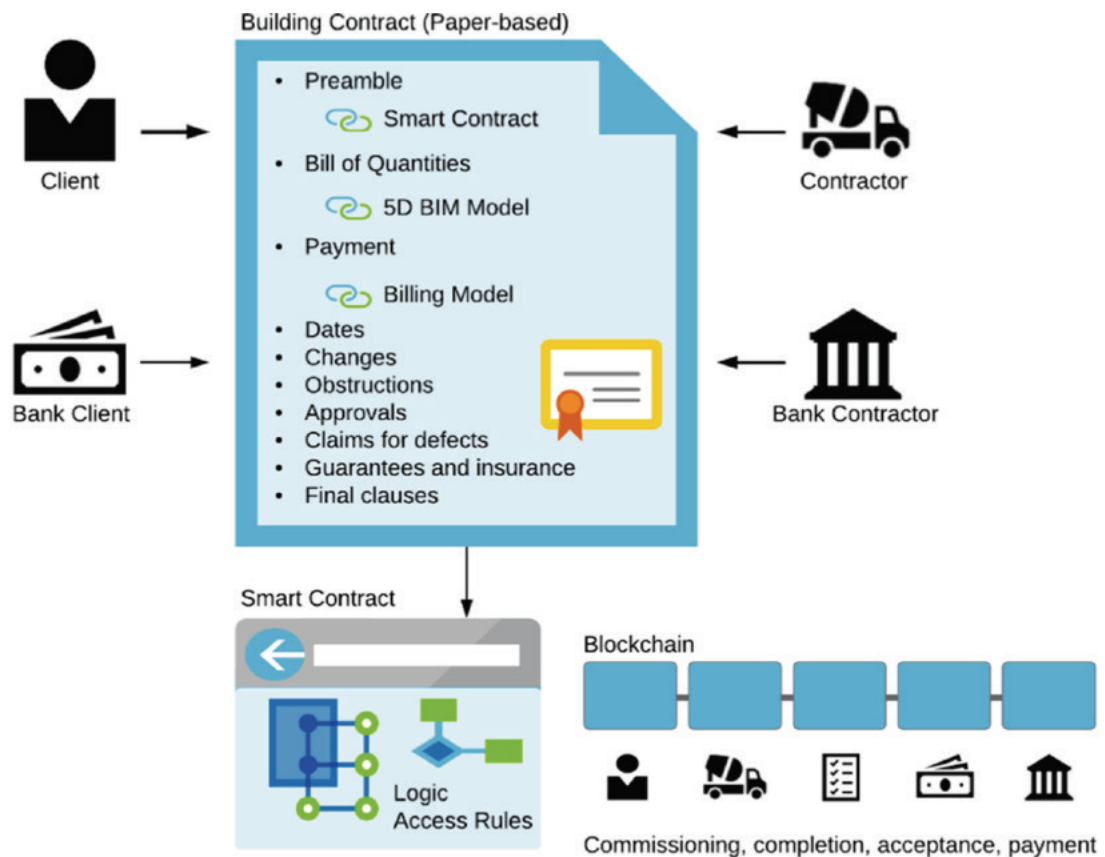 Building Contract (Paper-based)
• Preamble
Smart Contract
• Bill of Quantities
5D BIM Model
• Payment
Billing Model
• Dates
• Changes
• Obstructions
• Approvals
• Claims for defects
• Guarantees and insurance
• Final clauses
Client
Bank Client
Contractor
Bank Contractor
Smart Contract
Logic
Access Rules
Blockchain
Commissioning, completion, acceptance, payment